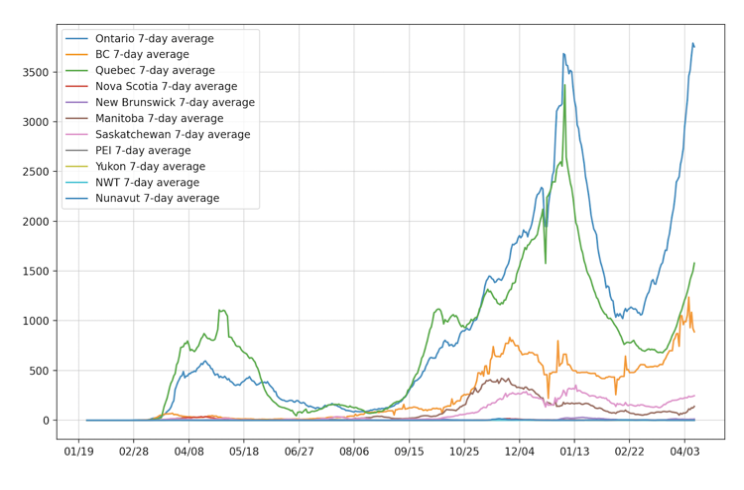 Ontario 7-day average
BC 7-day average
Quebec 7-day average
Nova Scotia 7-day average
New Brunswick 7-day average
Manitoba 7-day average
Saskatchewan 7-day average
PEI 7-day average
Yukon 7-day average
NWT 7-day average
Nunavut 7-day average
3500
3000
2500
2000
1500
1000
500
0
01/19 02/28 04/08 05/18 06/27 08/06 09/15 10/25 12/04 01/13 02/22 04/03